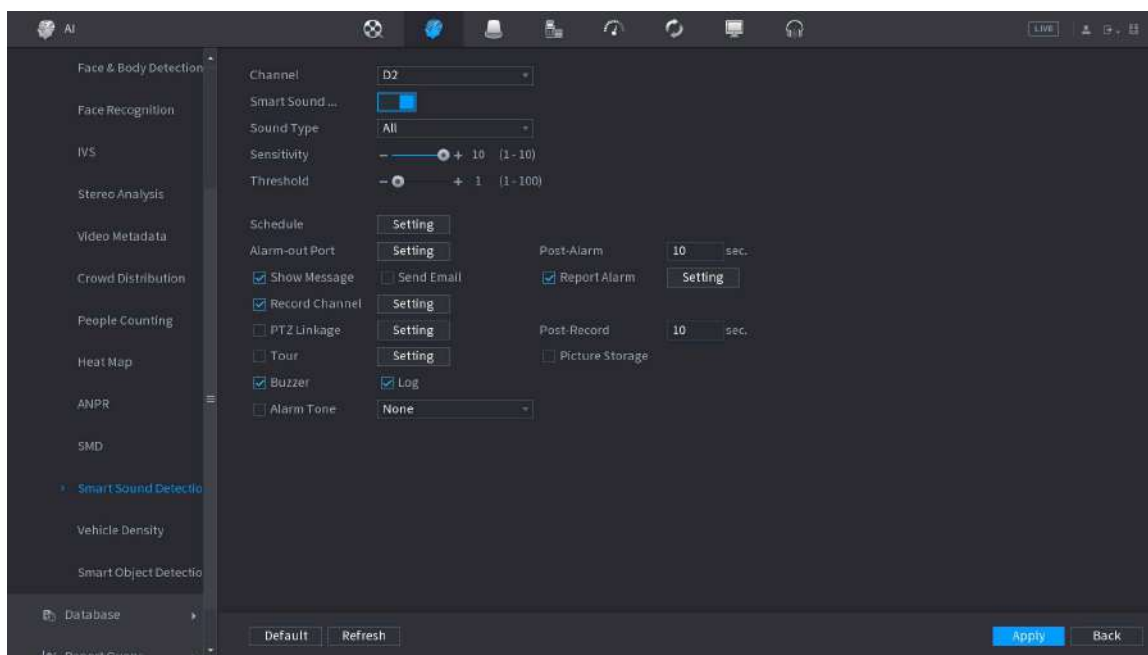 AI
LIVE
Face & Body Detection
Face Recognition
IVS
Stereo Analysis
Video Metadata
Crowd Distribution
People Counting
Heat Map
ANPR
SMD
Smart Sound Detectio
Vehicle Density
Smart Object Detectio
Database
Channel D2
Smart Sound ...
Sound Type All
Sensitivity - + 10 (1-10)
Threshold - + 1 (1-100)
Schedule Setting
Alarm-out Port Setting Post-Alarm 10 sec.
Show Message Send Email Report Alarm Setting
Record Channel Setting
PTZ Linkage Setting Post-Record 10 sec.
Tour Setting Picture Storage
Buzzer Log
Alarm Tone None
Default Refresh Apply Back